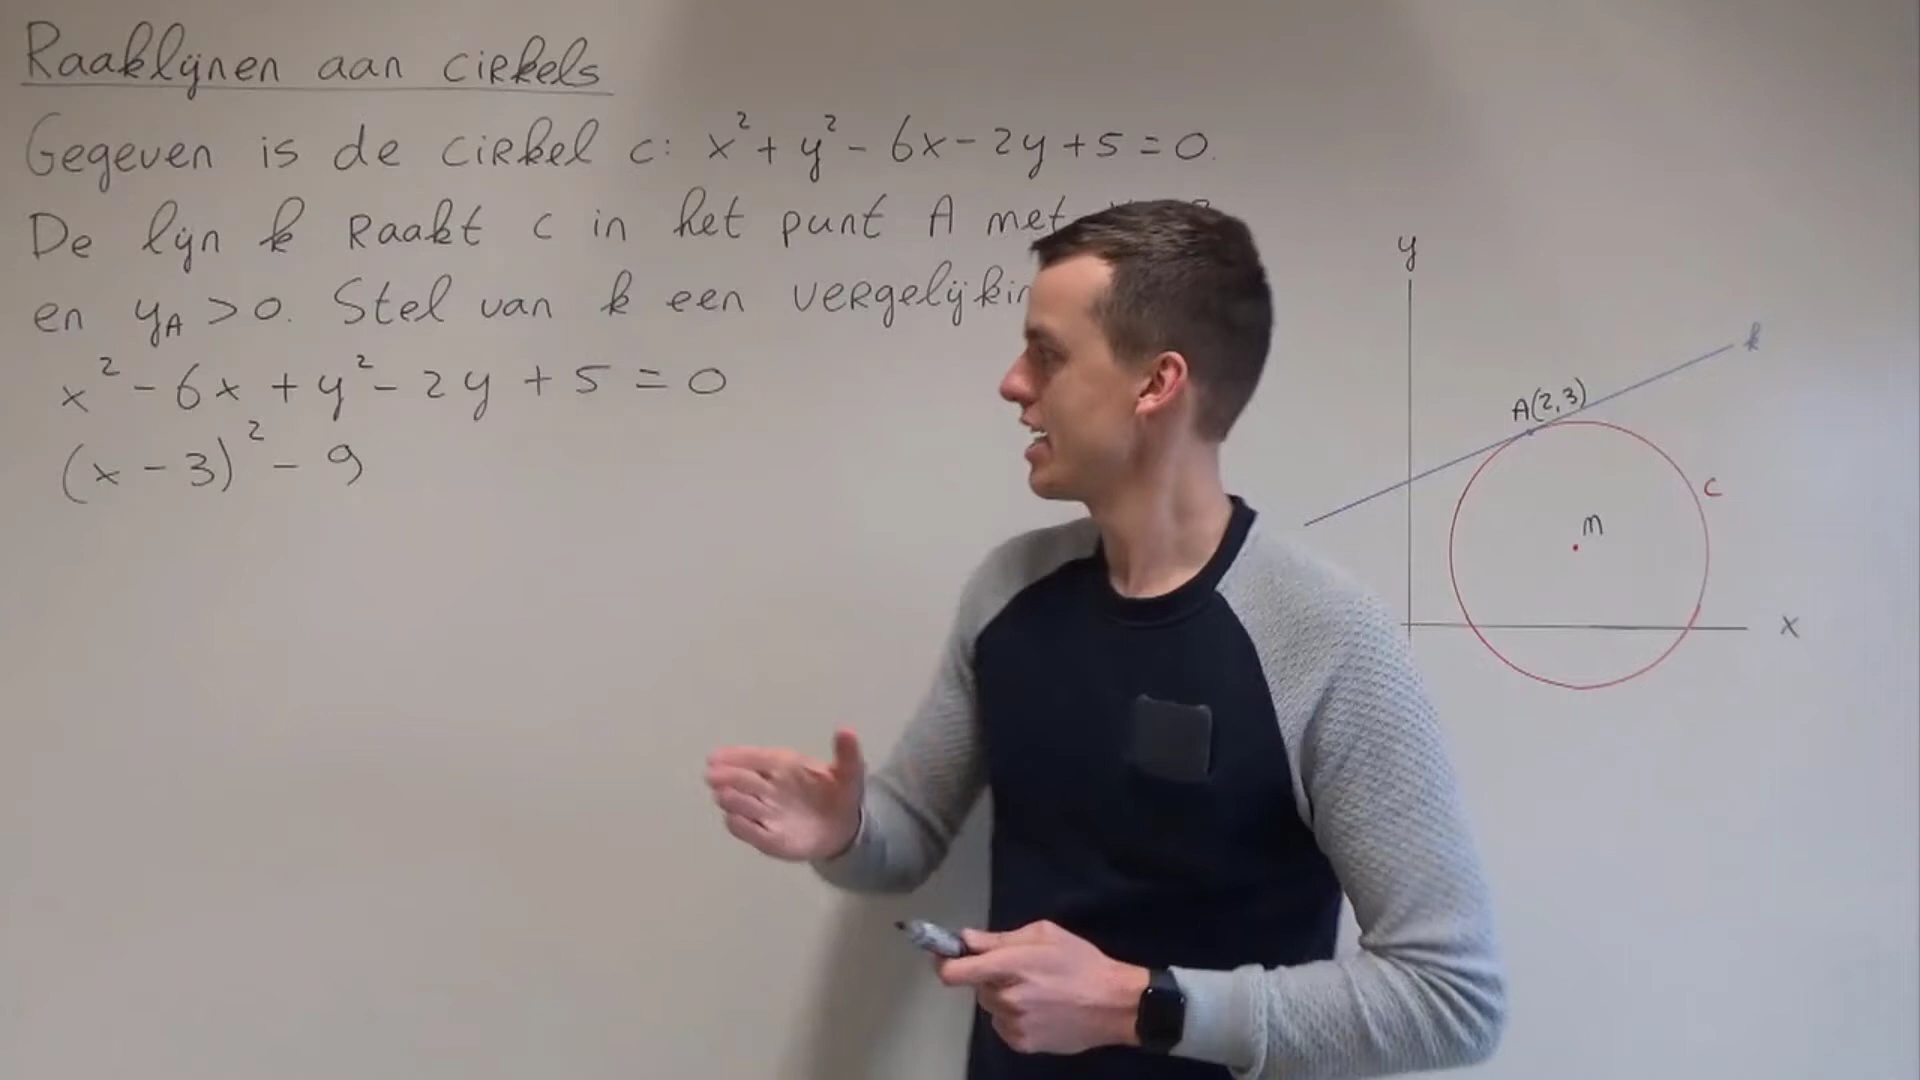 Raaklijnen aan cirkels
Gegeven is de cirkel c: x² + y² - 6x - 2y + 5 = 0.
De lijn k raakt c in het punt A met
en y_A > 0. Stel van k een
x² - 6x + y² - 2y + 5 = 0
(x - 3)² - 9
y
k
A(2,3)
c
M
x